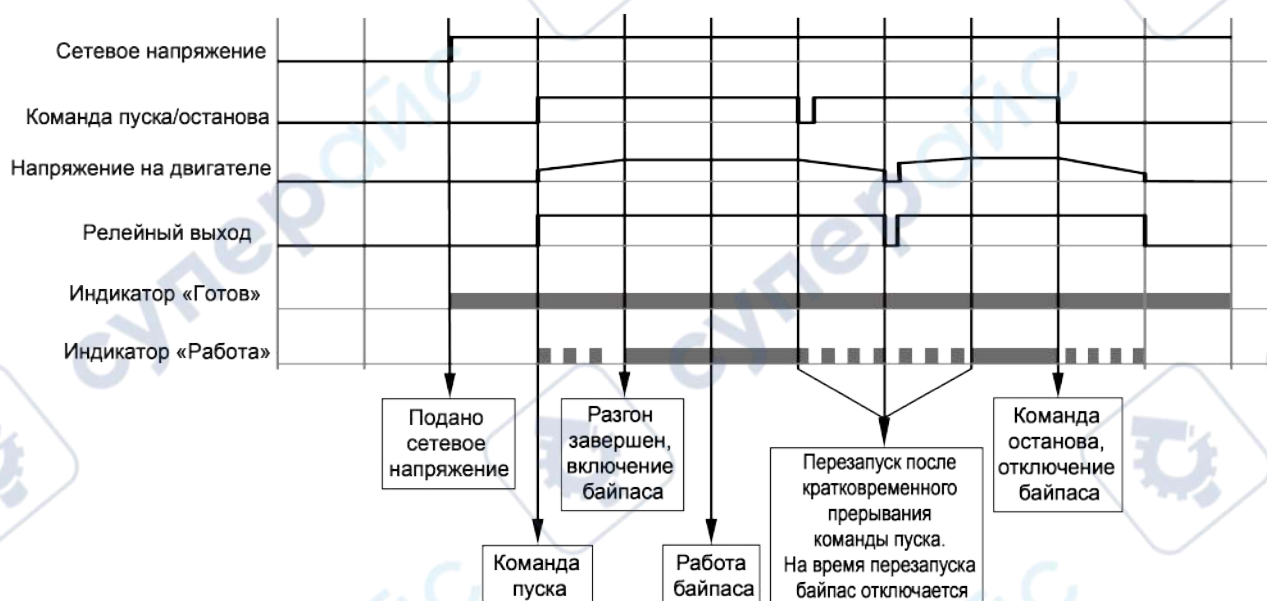 Сетевое напряжение
Команда пуска/останова
Напряжение на двигателе
Релейный выход
Индикатор «Готов»
Индикатор «Работа»
Подано
сетевое
напряжение
Разгон
завершен,
включение
байпаса
Команда
останова,
отключение
байпаса
Перезапуск после
кратковременного
прерывания
команды пуска.
На время перезапуска
байпас отключается
Команда
пуска
Работа
байпаса
суперайс
суперайс